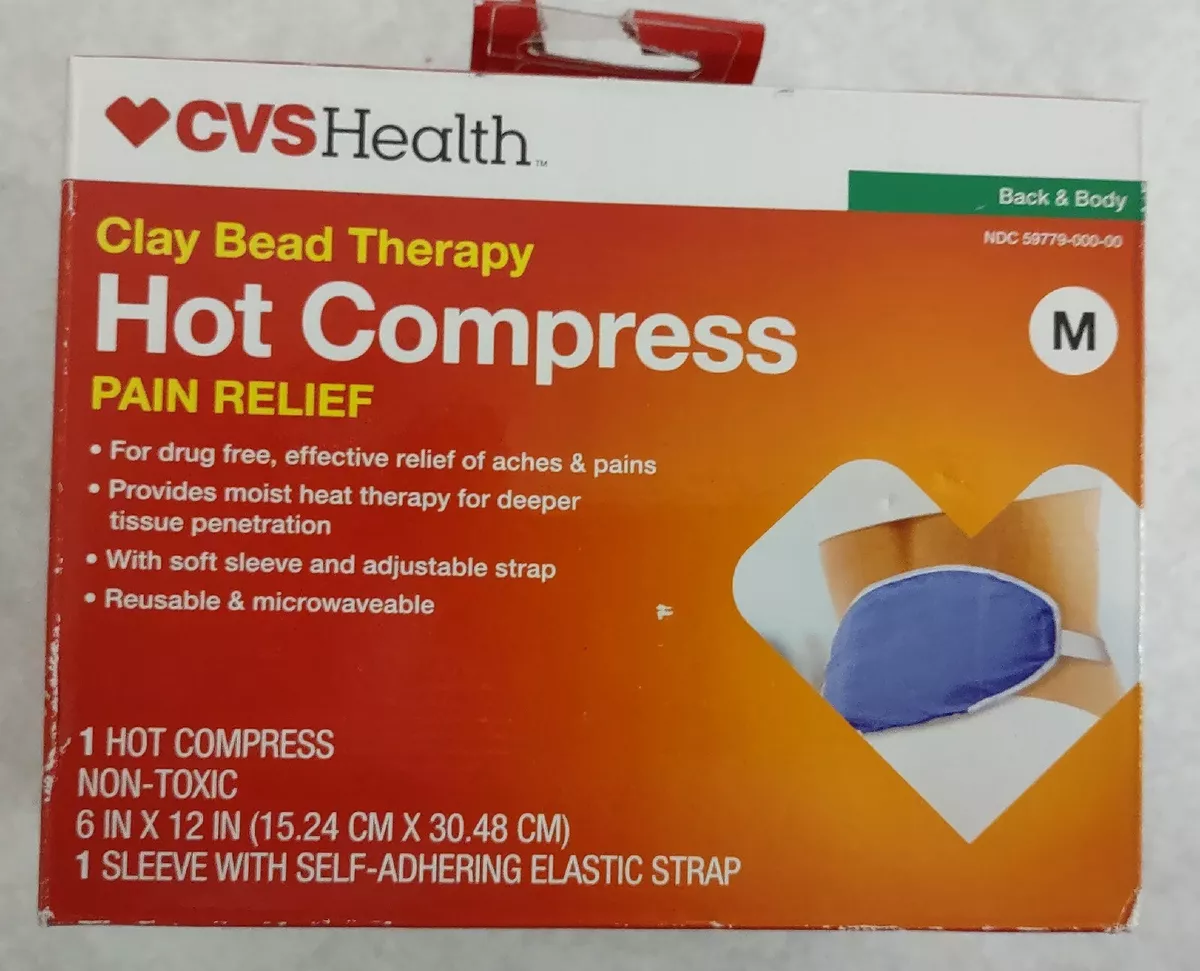 CVSHealth™
Back & Body
NDC 59779-000-00
Clay Bead Therapy
Hot Compress
M
PAIN RELIEF
• For drug free, effective relief of aches & pains
• Provides moist heat therapy for deeper
tissue penetration
• With soft sleeve and adjustable strap
• Reusable & microwaveable
1 HOT COMPRESS
NON-TOXIC
6 IN X 12 IN (15.24 CM X 30.48 CM)
1 SLEEVE WITH SELF-ADHERING ELASTIC STRAP